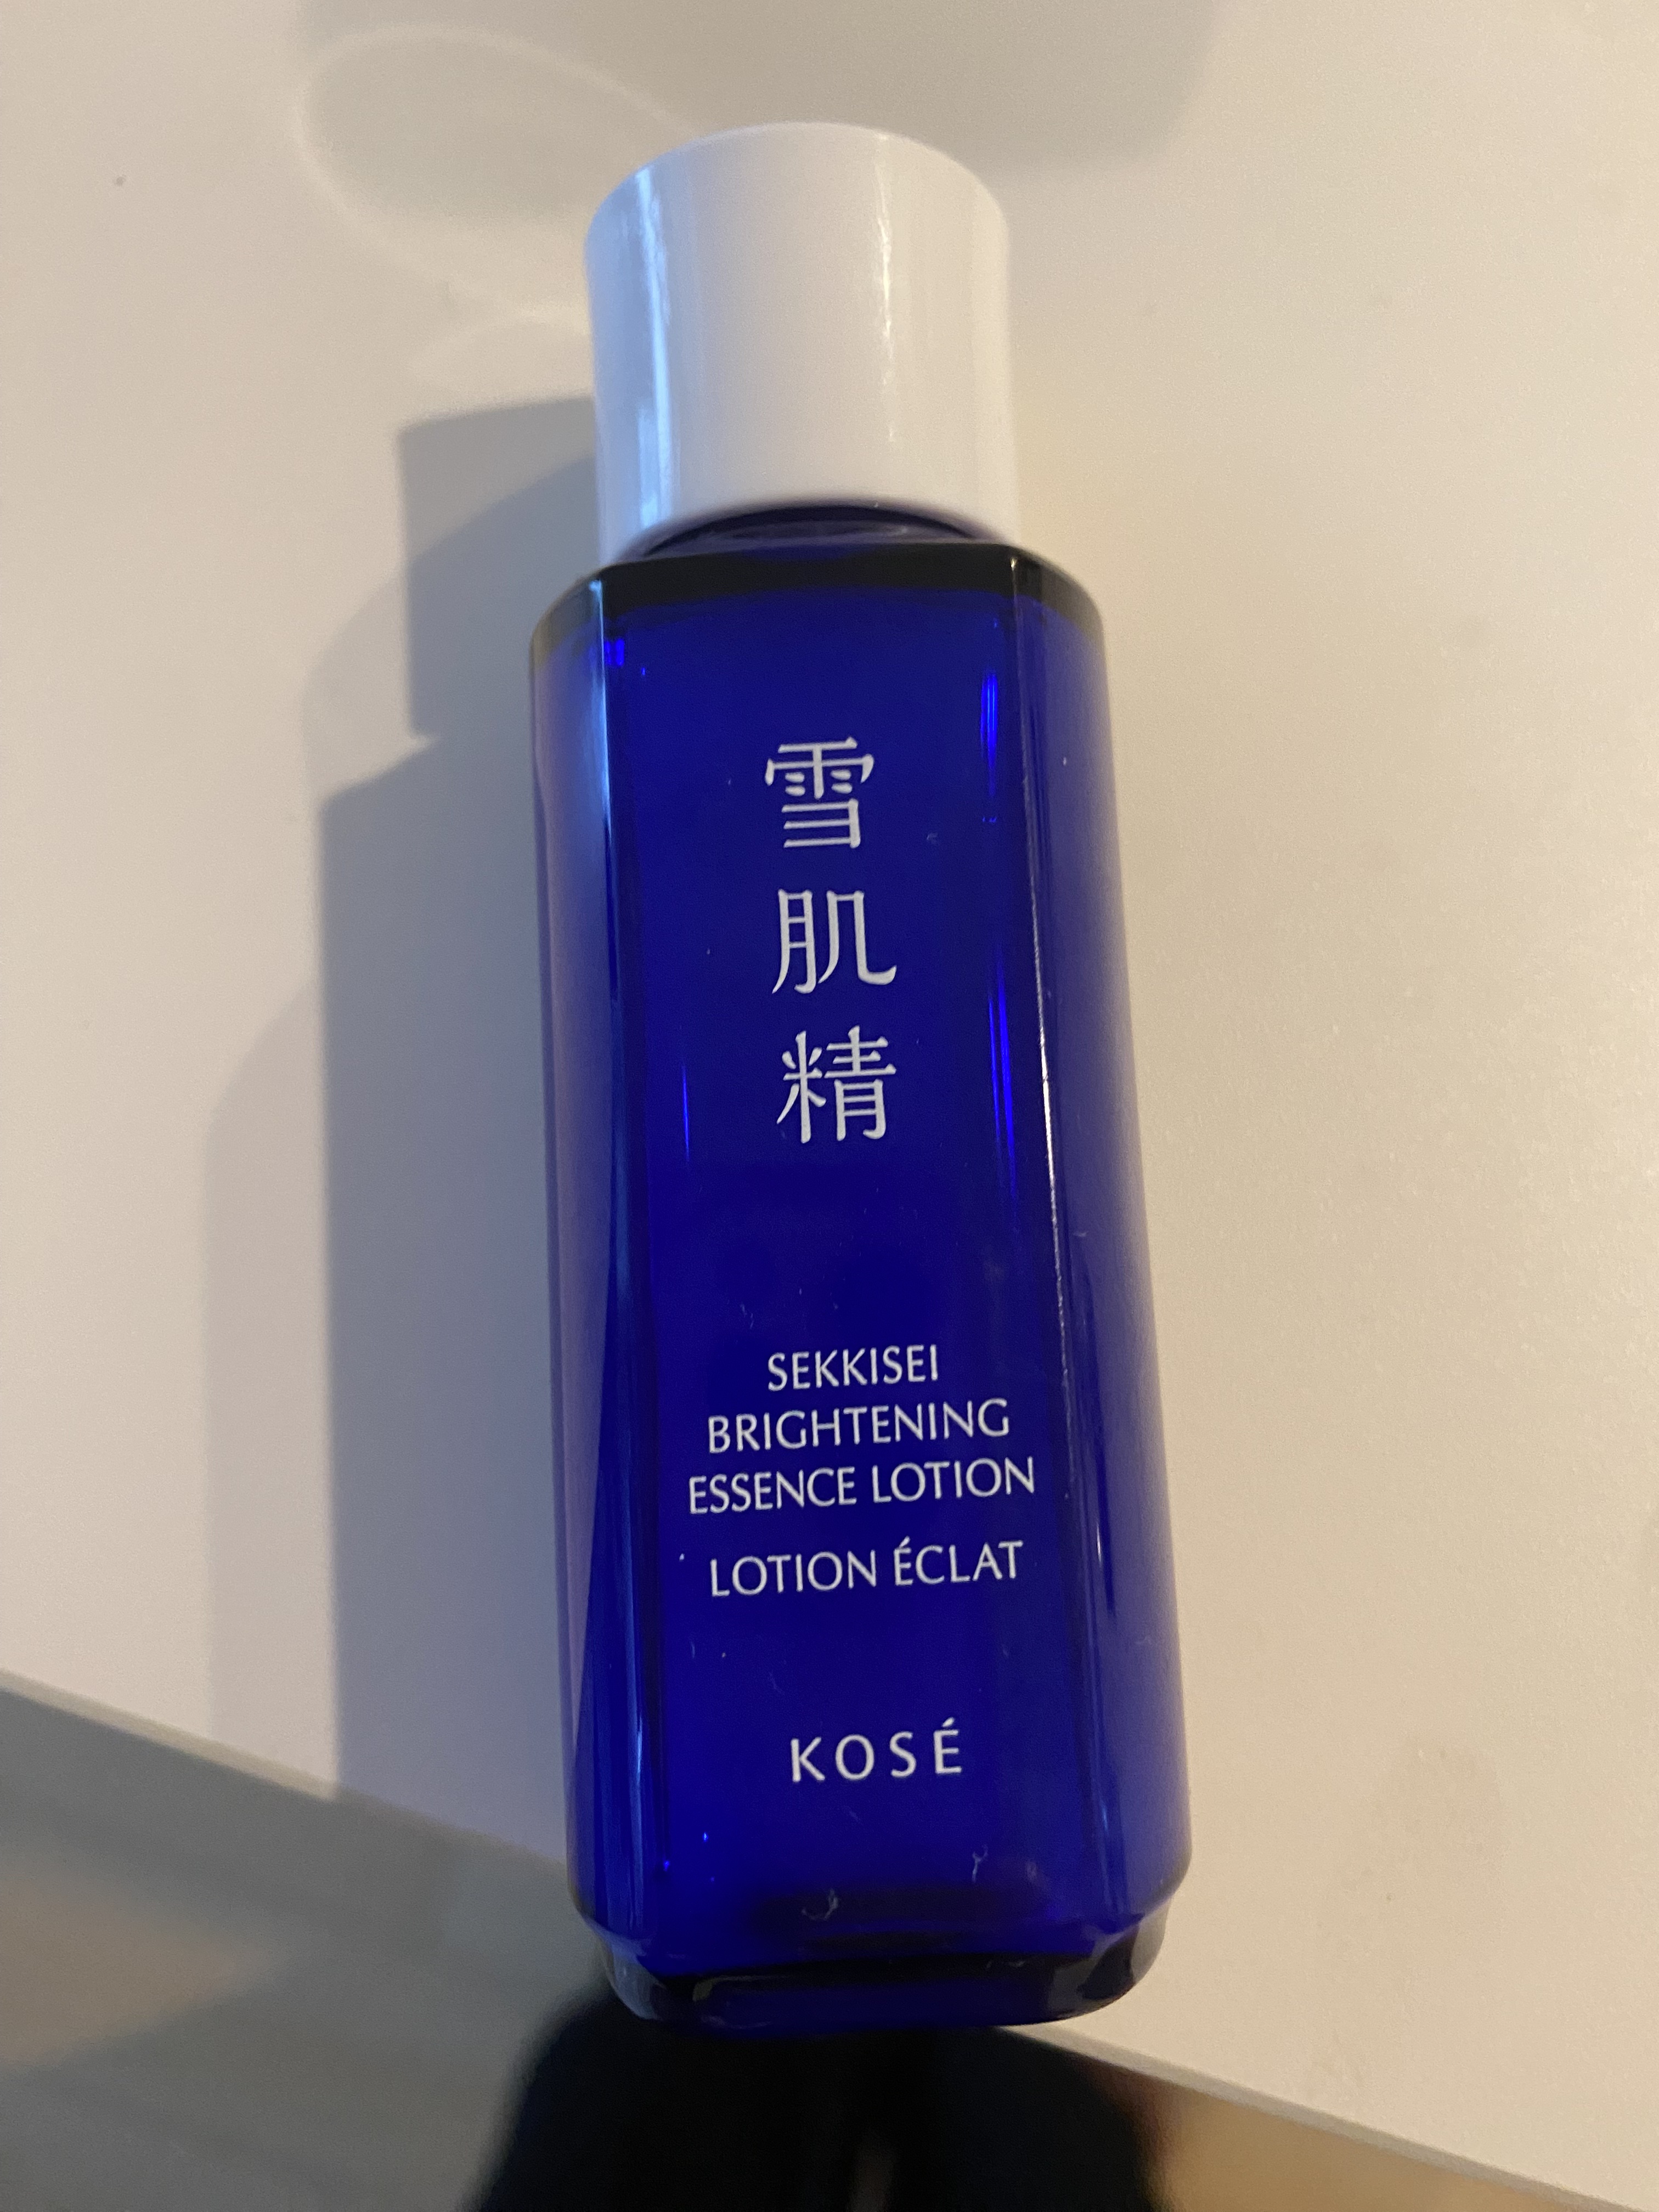 雪
肌
精
SEKKISEI
BRIGHTENING
ESSENCE LOTION
LOTION ÉCLAT
KOSÉ